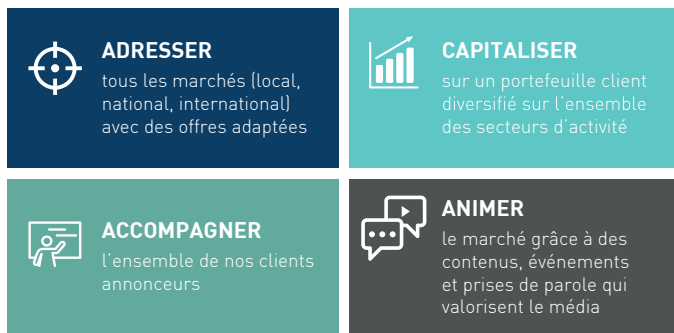 ADRESSER
tous les marchés (local,
national, international)
avec des offres adaptées
CAPITALISER
sur un portefeuille client
diversifié sur l'ensemble
des secteurs d'activité
ACCOMPAGNER
l'ensemble de nos clients
annonceurs
ANIMER
le marché grâce à des
contenus, événements
et prises de parole qui
valorisent le média